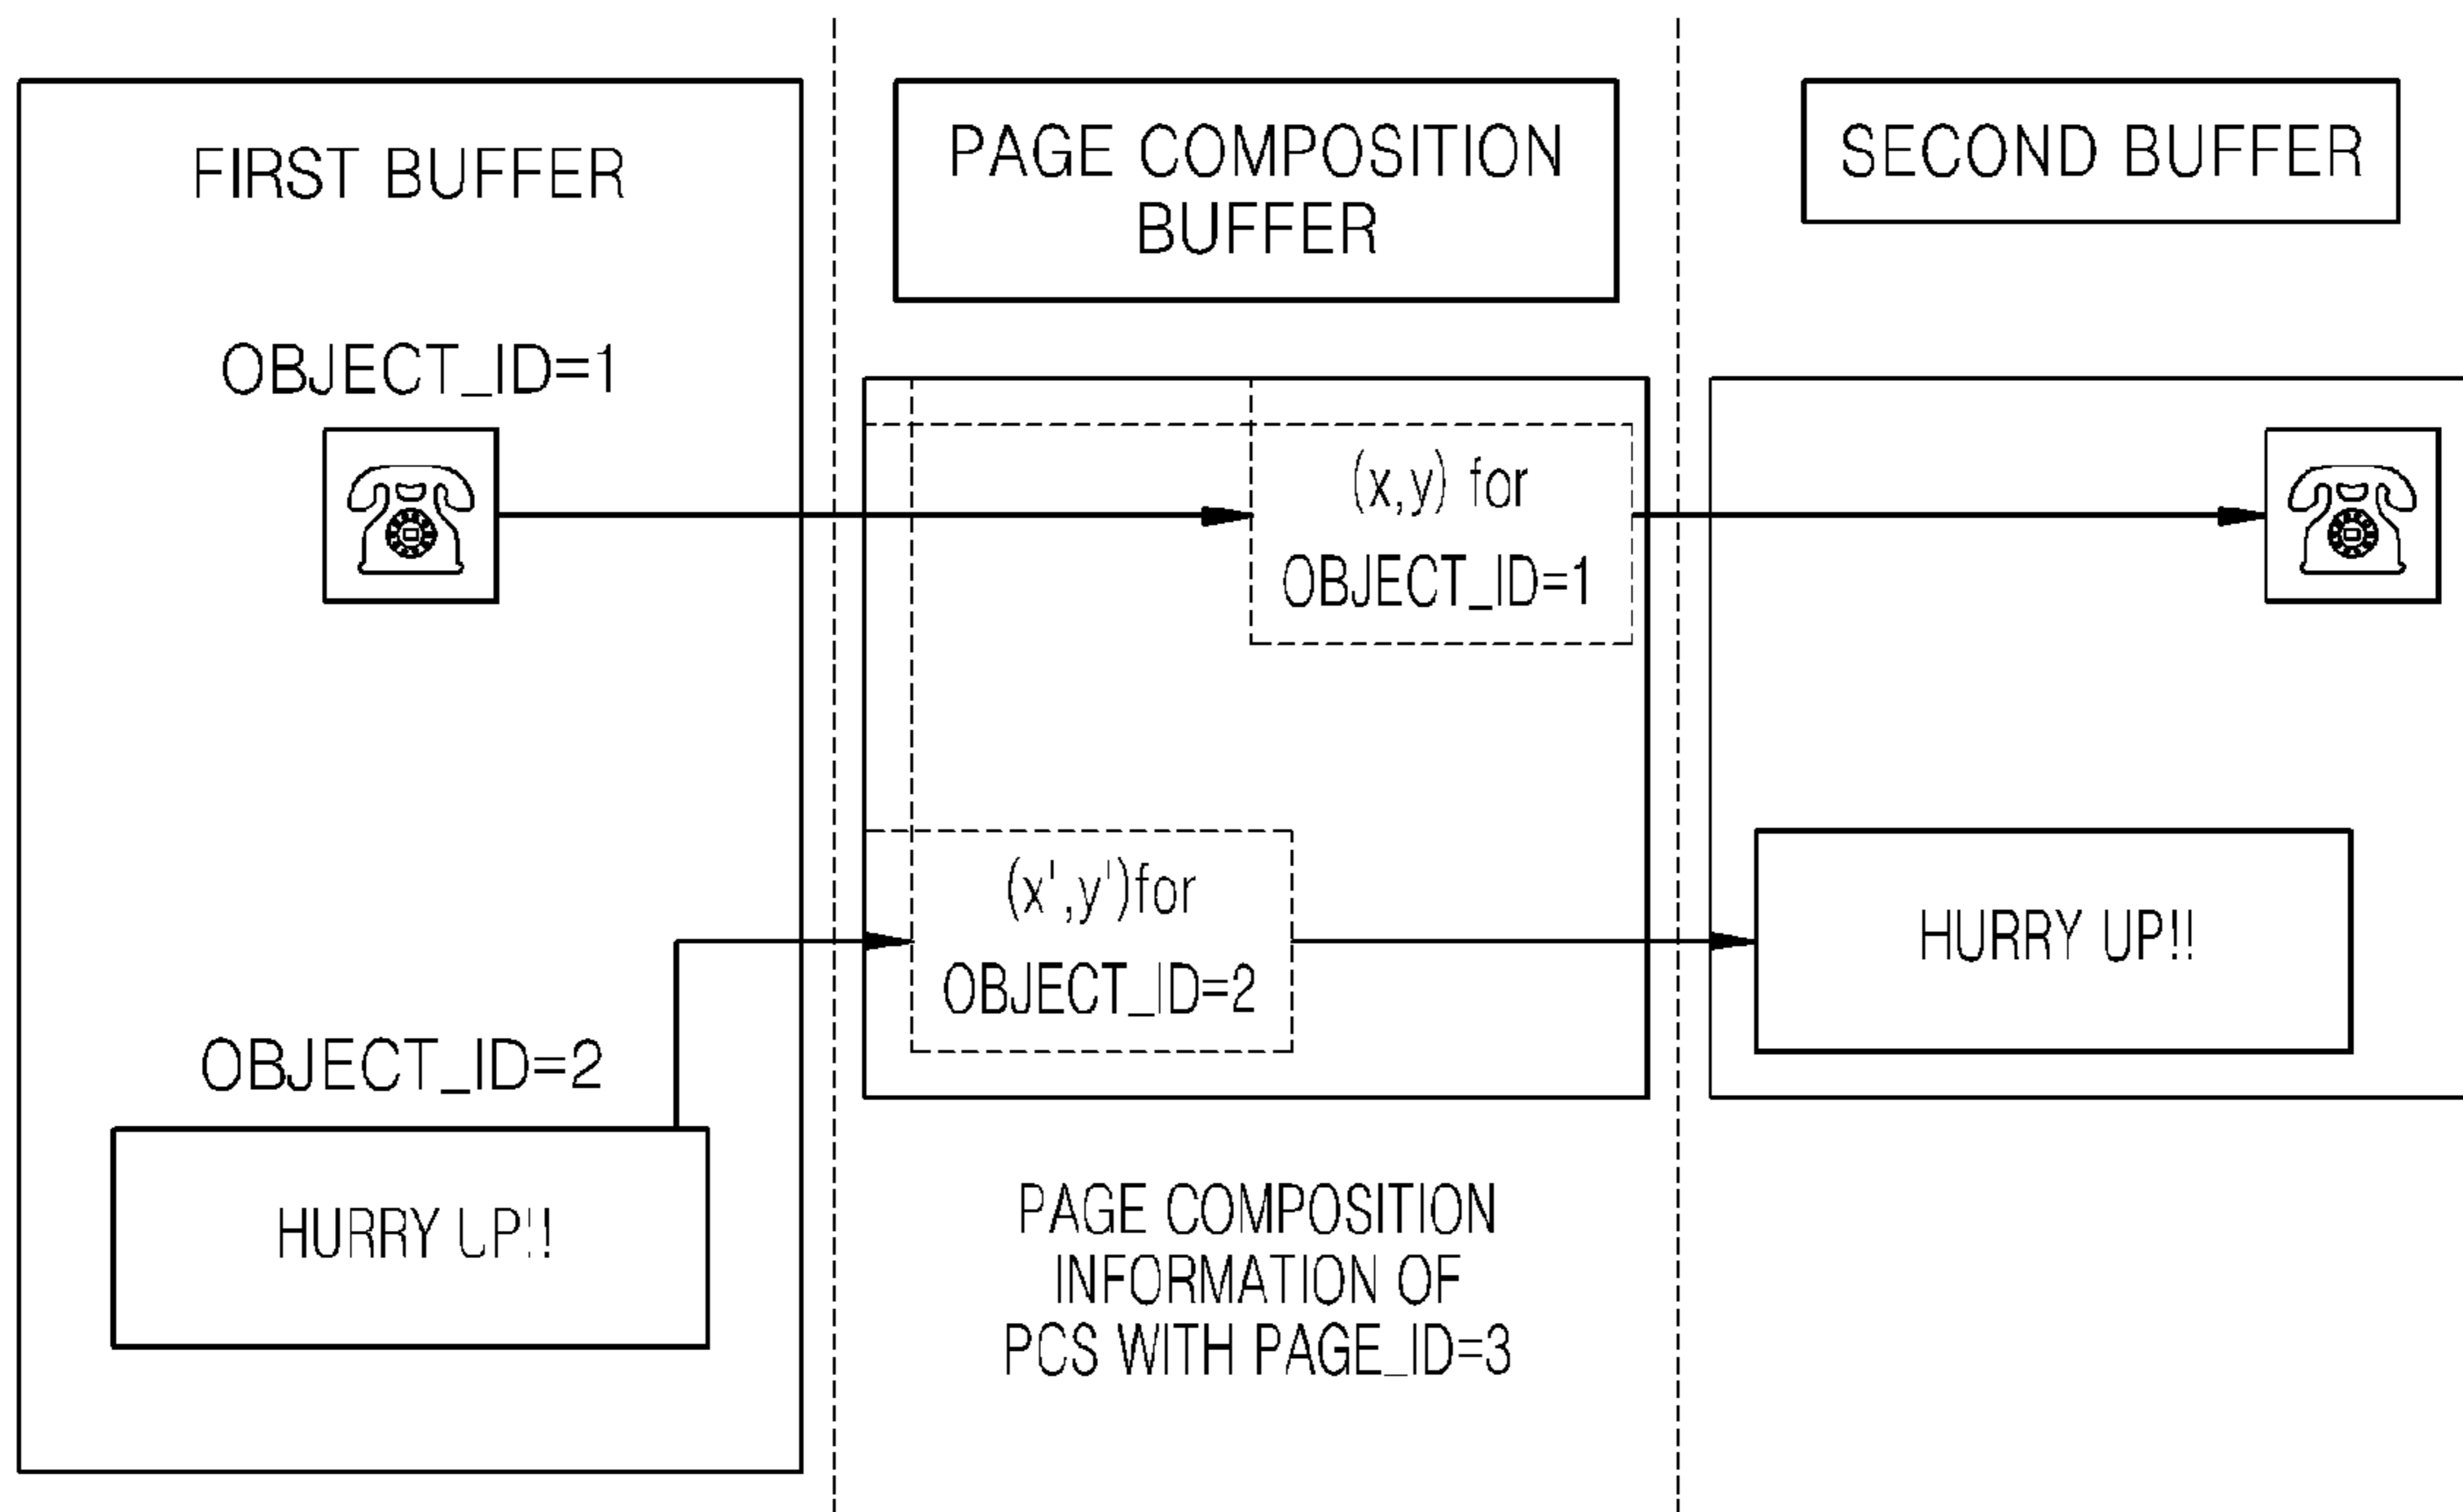 FIRST BUFFER
OBJECT_ID=1
OBJECT_ID=2
HURRY UP!!
PAGE COMPOSITION
BUFFER
(x,y) for
OBJECT_ID=1
(x',y')for
OBJECT_ID=2
PAGE COMPOSITION
INFORMATION OF
PCS WITH PAGE_ID=3
SECOND BUFFER
HURRY UP!!